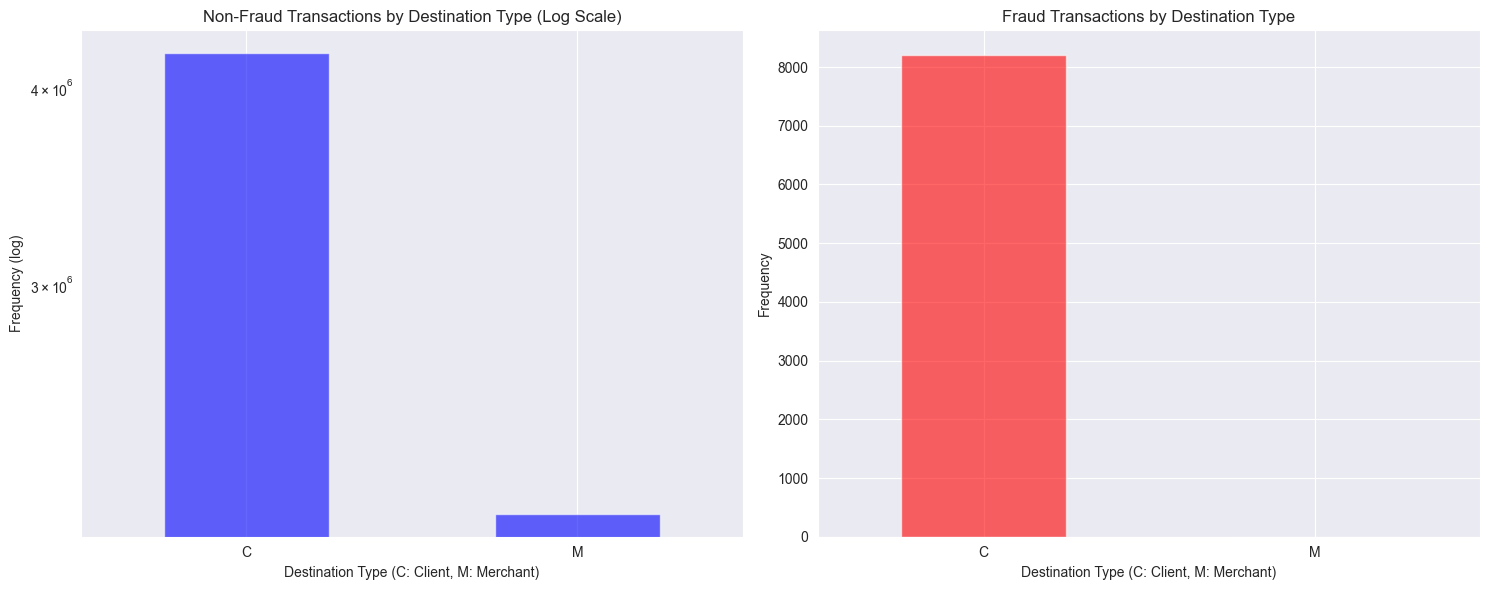 Non-Fraud Transactions by Destination Type (Log Scale)
4 × 10⁶
3 × 10⁶
Frequency (log)
C
M
Destination Type (C: Client, M: Merchant)
Fraud Transactions by Destination Type
8000
7000
6000
5000
4000
3000
2000
1000
0
Frequency
C
M
Destination Type (C: Client, M: Merchant)